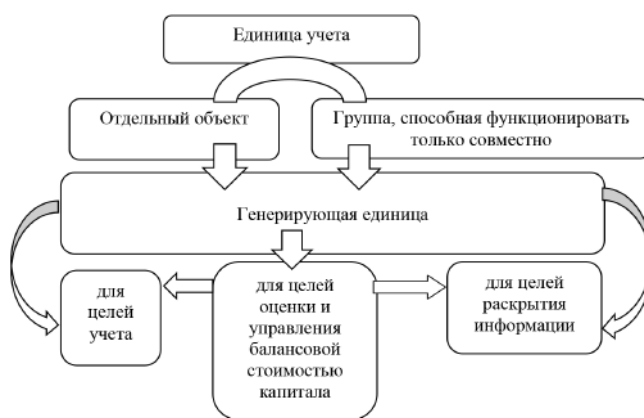 Единица учета
Отдельный объект
Группа, способная функционировать
только совместно
Генерирующая единица
для
целей
учета
для целей
оценки и
управления
балансовой
стоимостью
капитала
для целей
раскрытия
информации